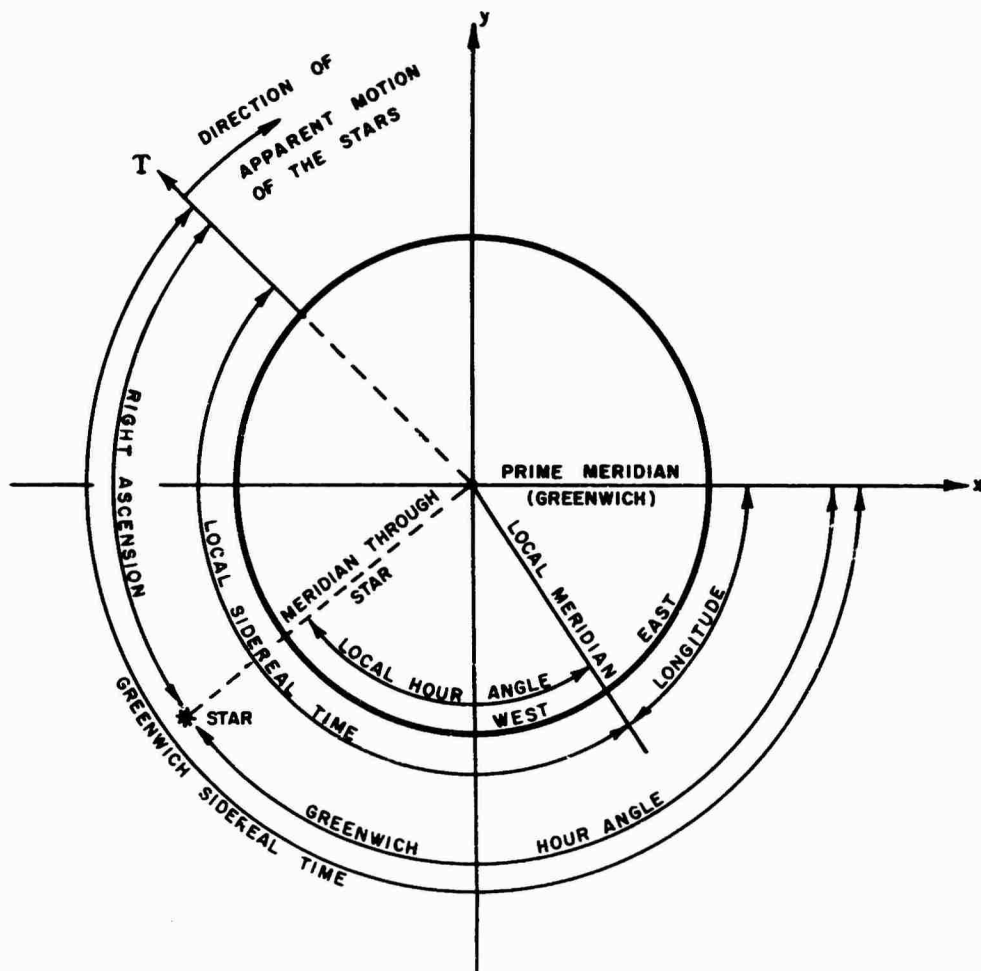 y
DIRECTION OF
APPARENT MOTION
OF THE STARS
T
RIGHT ASCENSION
PRIME MERIDIAN
(GREENWICH)
x
LOCAL MERIDIAN
MERIDIAN THROUGH
STAR
LOCAL SIDEREAL TIME
LOCAL HOUR ANGLE
EAST
WEST
LONGITUDE
STAR
GREENWICH HOUR ANGLE
GREENWICH SIDEREAL TIME